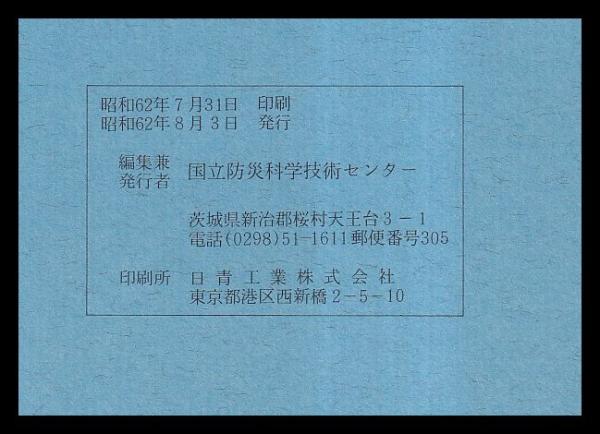 昭和62年7月31日 印刷
昭和62年8月3日 発行
編集兼
発行者 国立防災科学技術センター
茨城県新治郡桜村天王台3-1
電話(0298)51-1611郵便番号305
印刷所 日青工業株式会社
東京都港区西新橋2-5-10